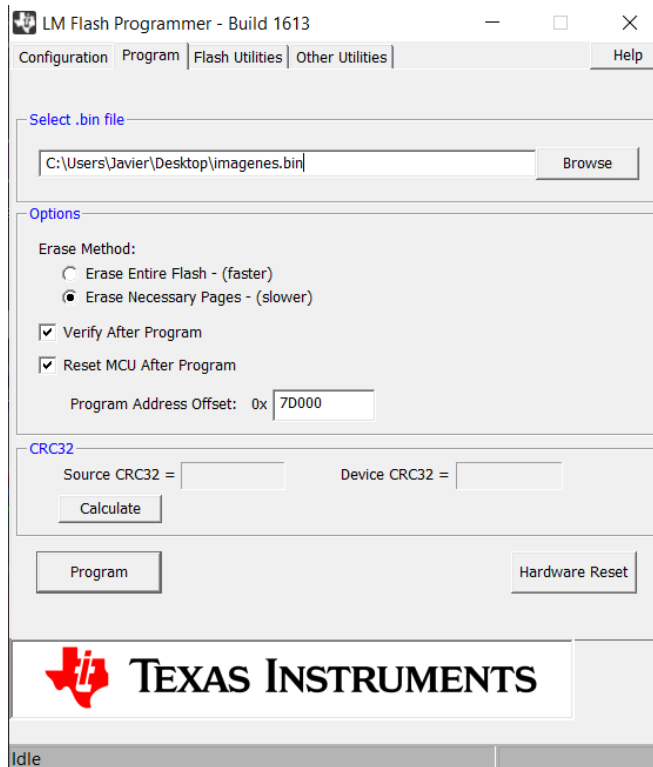 LM Flash Programmer - Build 1613
Configuration Program Flash Utilities Other Utilities Help
Select .bin file
C:\Users\Javier\Desktop\imagenes.bin Browse
Options
Erase Method:
Erase Entire Flash - (faster)
Erase Necessary Pages - (slower)
Verify After Program
Reset MCU After Program
Program Address Offset: 0x 7D000
CRC32
Source CRC32 = Device CRC32 =
Calculate
Program Hardware Reset
TEXAS INSTRUMENTS
Idle